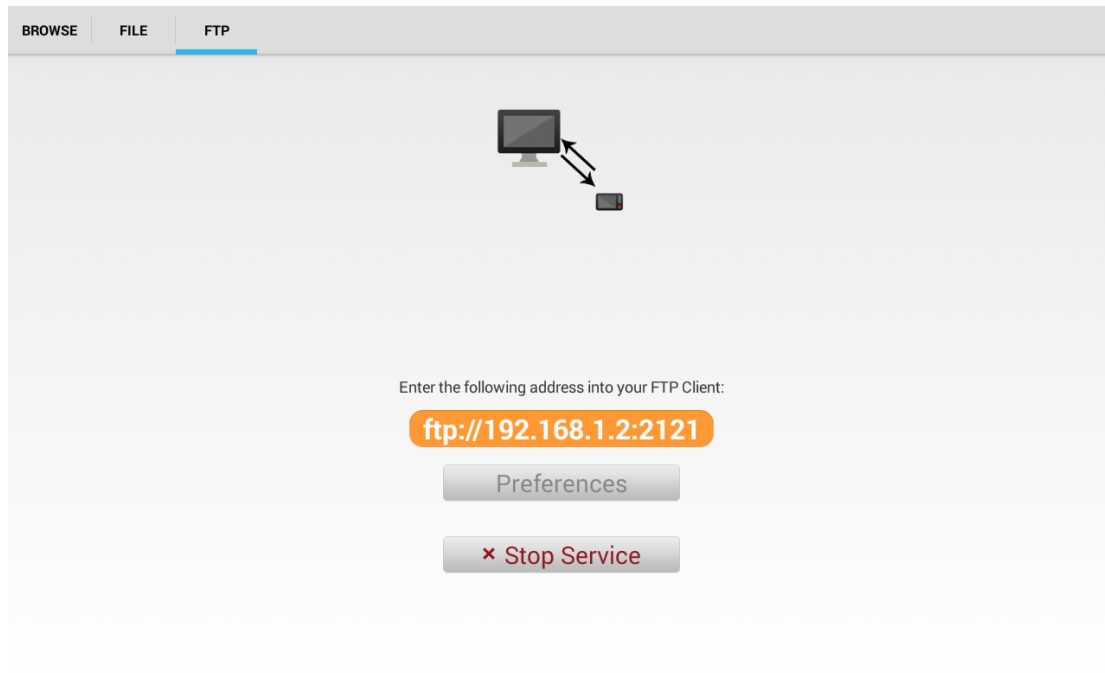 BROWSE FILE FTP
Enter the following address into your FTP Client:
ftp://192.168.1.2:2121
Preferences
× Stop Service